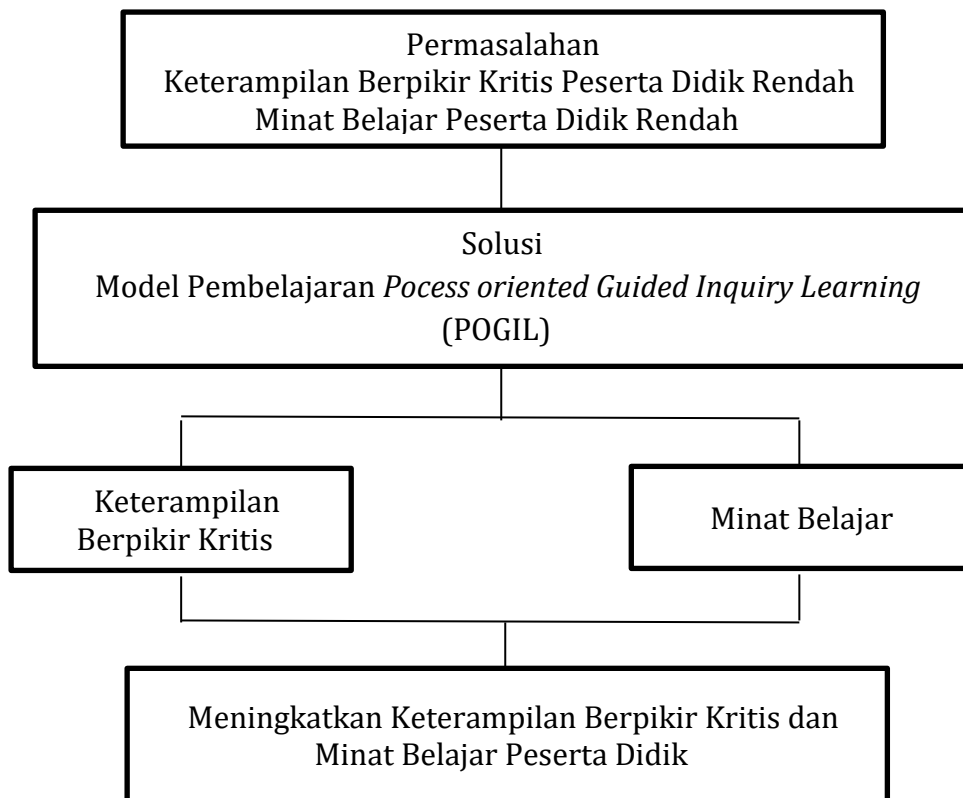 Permasalahan
Keterampilan Berpikir Kritis Peserta Didik Rendah
Minat Belajar Peserta Didik Rendah
Solusi
Model Pembelajaran Pocess oriented Guided Inquiry Learning
(POGIL)
Keterampilan
Berpikir Kritis
Minat Belajar
Meningkatkan Keterampilan Berpikir Kritis dan
Minat Belajar Peserta Didik